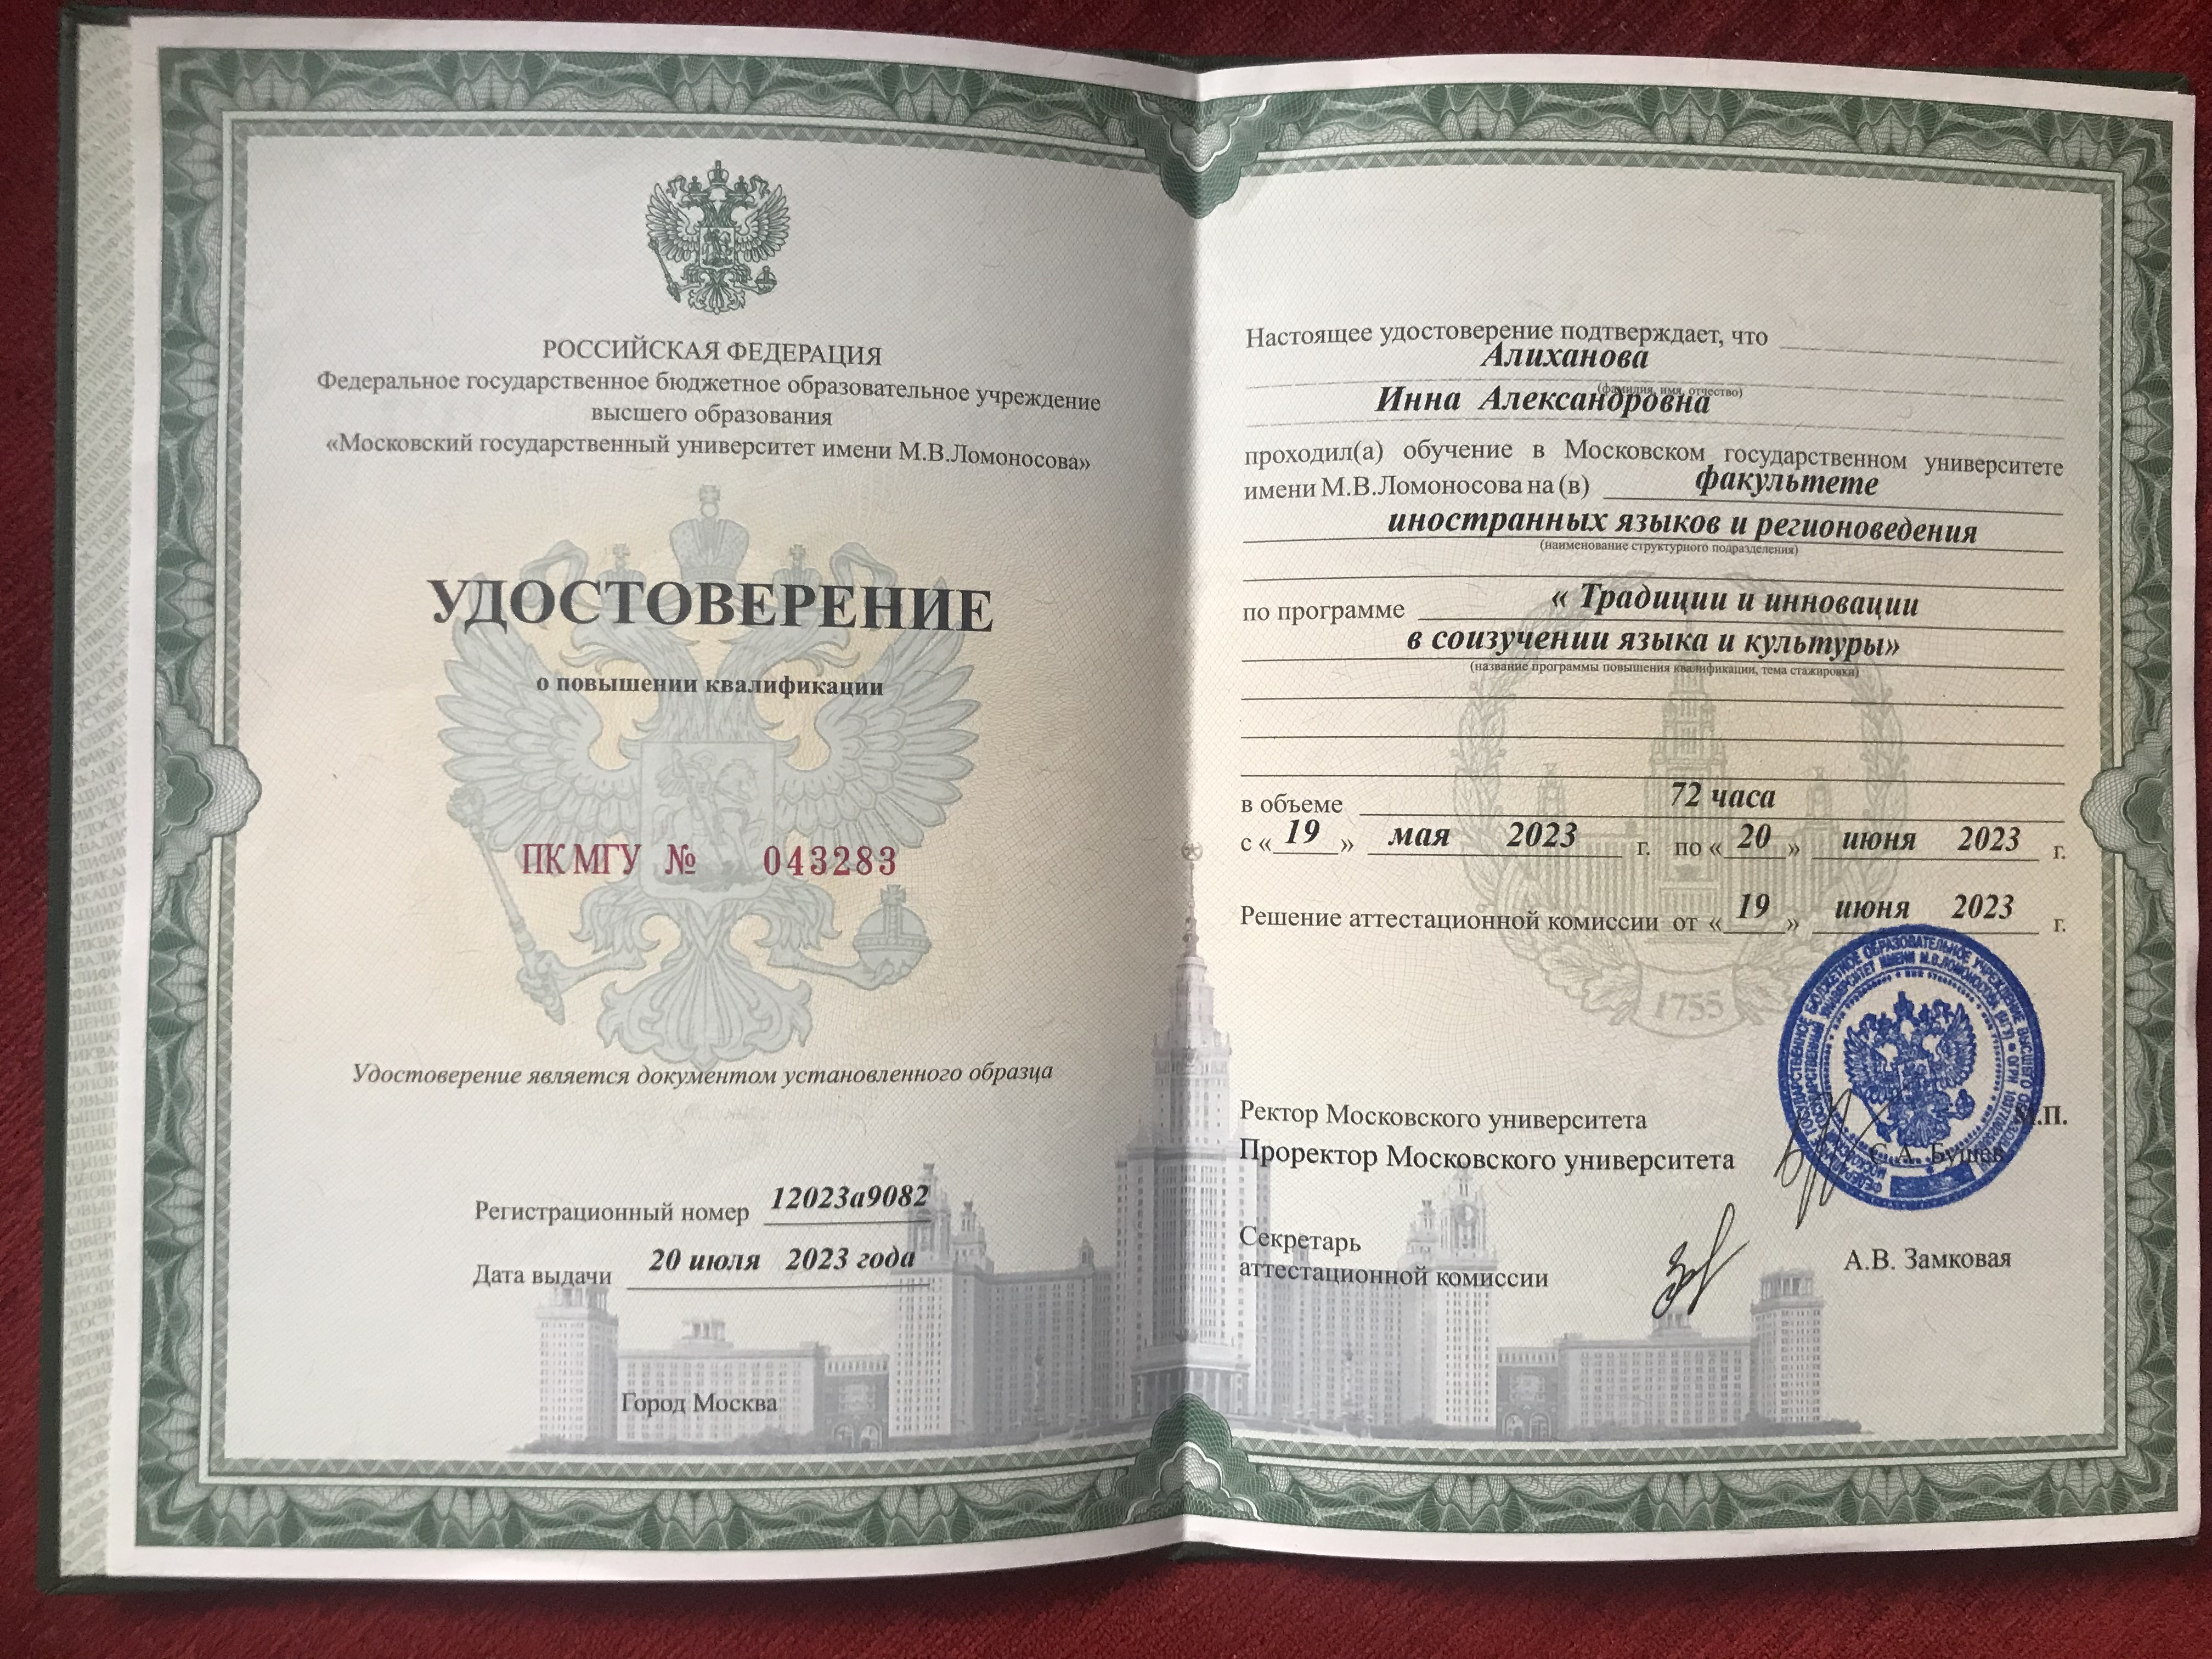 РОССИЙСКАЯ ФЕДЕРАЦИЯ
Федеральное государственное бюджетное образовательное учреждение
высшего образования
«Московский государственный университет имени М.В.Ломоносова»
УДОСТОВЕРЕНИЕ
о повышении квалификации
ПК МГУ № 043283
Удостоверение является документом установленного образца
Регистрационный номер 12023а9082
Дата выдачи 20 июля 2023 года
Город Москва
Настоящее удостоверение подтверждает, что
Алиханова
(фамилия, имя, отчество)
Инна Александровна
проходил(а) обучение в Московском государственном университете
имени М.В.Ломоносова на (в) факультете
иностранных языков и регионоведения
(наименование структурного подразделения)
по программе « Традиции и инновации
в соизучении языка и культуры»
(название программы повышения квалификации, тема стажировки)
в объеме 72 часа
с « 19 » мая 2023 г. по « 20 » июня 2023 г.
Решение аттестационной комиссии от « 19 » июня 2023 г.
1755
Ректор Московского университета
М.П.
Проректор Московского университета
Секретарь
аттестационной комиссии
А.В. Замковая